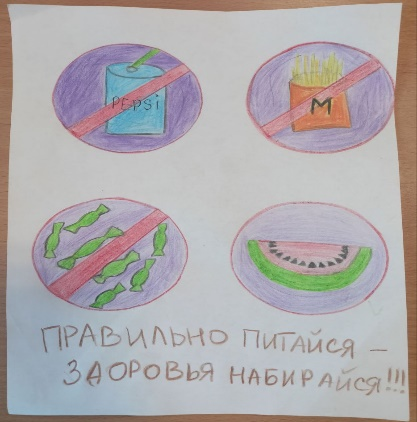 PEPSI
M
ПРАВИЛЬНО ПИТАЙСЯ –
ЗДОРОВЬЯ НАБИРАЙСЯ!!!